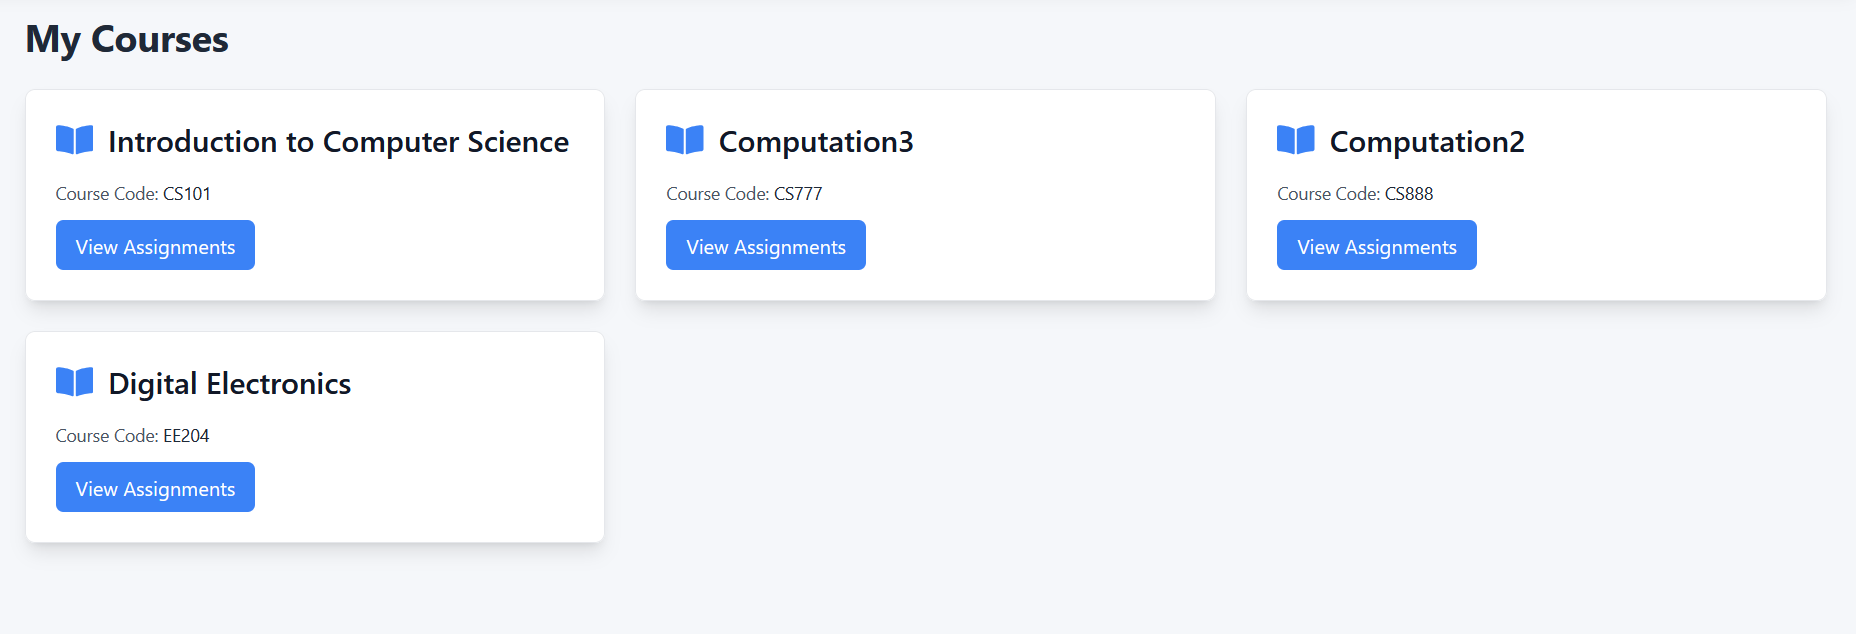 My Courses
Introduction to Computer Science
Course Code: CS101
View Assignments
Computation3
Course Code: CS777
View Assignments
Computation2
Course Code: CS888
View Assignments
Digital Electronics
Course Code: EE204
View Assignments